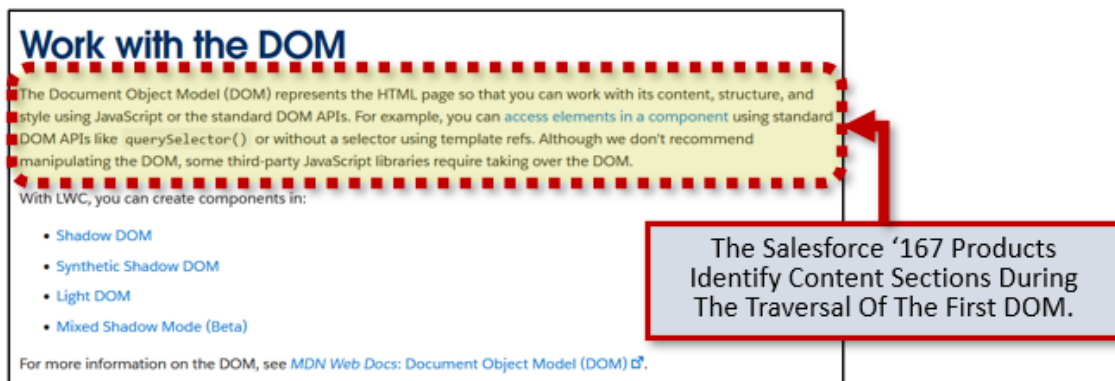 Work with the DOM
The Document Object Model (DOM) represents the HTML page so that you can work with its content, structure, and
style using JavaScript or the standard DOM APIs. For example, you can access elements in a component using standard
DOM APIs like querySelector() or without a selector using template refs. Although we don't recommend
manipulating the DOM, some third-party JavaScript libraries require taking over the DOM.
With LWC, you can create components in:
• Shadow DOM
• Synthetic Shadow DOM
• Light DOM
• Mixed Shadow Mode (Beta)
For more information on the DOM, see MDN Web Docs: Document Object Model (DOM).
The Salesforce ‘167 Products
Identify Content Sections During
The Traversal Of The First DOM.